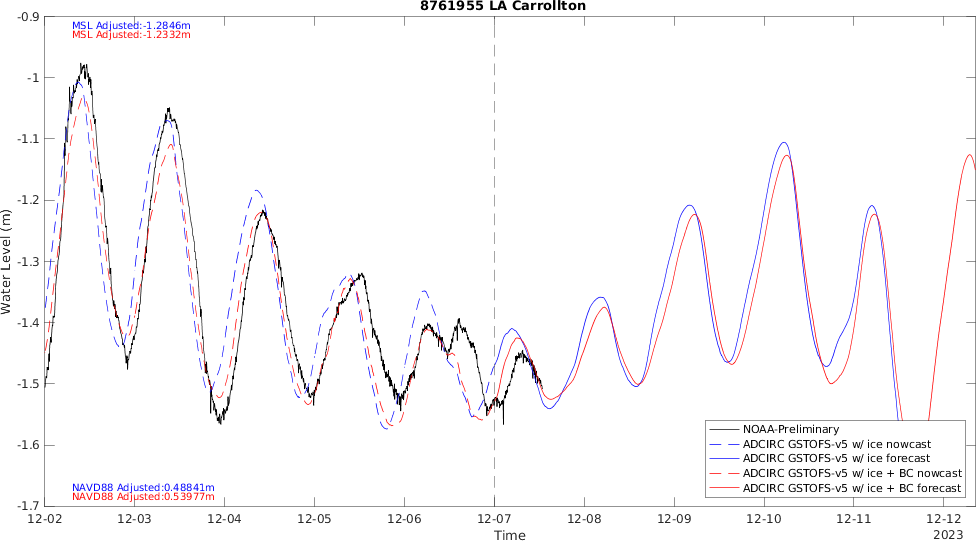 8761955 LA Carrollton
MSL Adjusted:-1.2846m
MSL Adjusted:-1.2332m
-0.9
-1
-1.1
-1.2
-1.3
-1.4
-1.5
-1.6
-1.7
Water Level (m)
NAVD88 Adjusted:0.48841m
NAVD88 Adjusted:0.53977m
NOAA-Preliminary
ADCIRC GSTOFS-v5 w/ ice nowcast
ADCIRC GSTOFS-v5 w/ ice forecast
ADCIRC GSTOFS-v5 w/ ice + BC nowcast
ADCIRC GSTOFS-v5 w/ ice + BC forecast
12-02 12-03 12-04 12-05 12-06 12-07 12-08 12-09 12-10 12-11 12-12
2023
Time